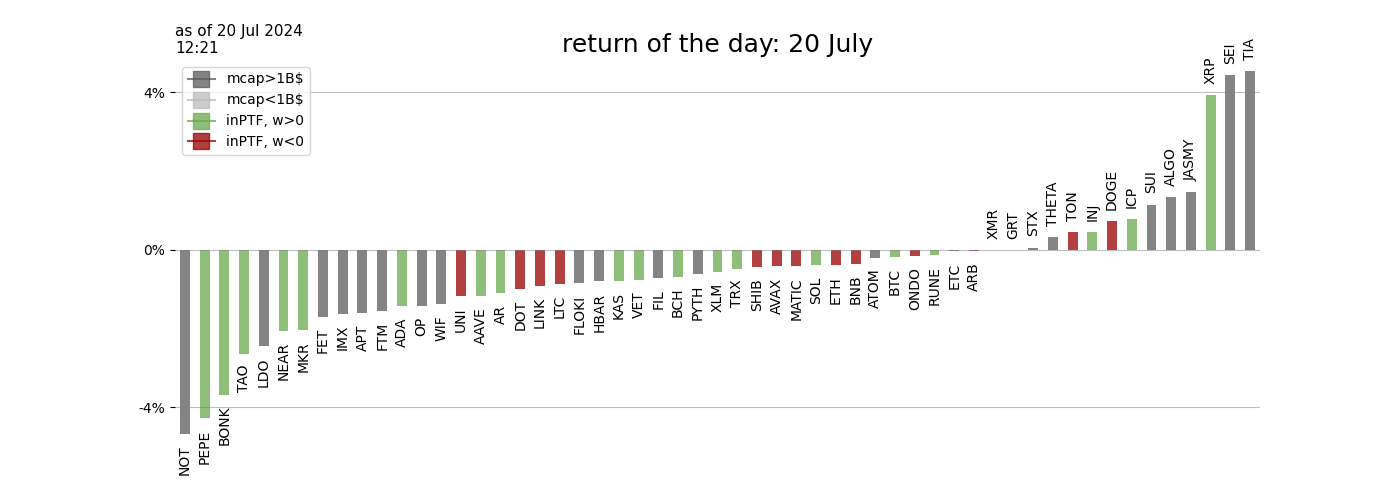 as of 20 Jul 2024
12:21
return of the day: 20 July
mcap>1B$
mcap<1B$
inPTF, w>0
inPTF, w<0
4%
0%
-4%
NOT
PEPE
BONK
TAO
LDO
NEAR
MKR
FET
IMX
APT
FTM
ADA
OP
WIF
UNI
AAVE
AR
DOT
LINK
LTC
FLOKI
HBAR
KAS
VET
FIL
BCH
PYTH
XLM
TRX
SHIB
AVAX
MATIC
SOL
ETH
BNB
ATOM
BTC
ONDO
RUNE
ETC
ARB
XMR
GRT
STX
THETA
TON
INJ
DOGE
ICP
SUI
ALGO
JASMY
XRP
SEI
TIA